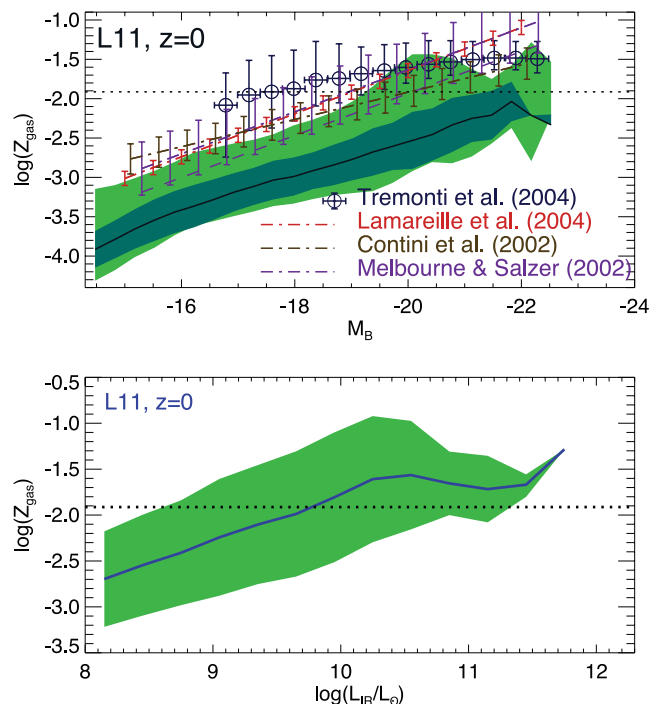 L11, z=0
-1.0
-1.5
-2.0
-2.5
-3.0
-3.5
-4.0
log(Z_gas)
Tremonti et al. (2004)
Lamareille et al. (2004)
Contini et al. (2002)
Melbourne & Salzer (2002)
-16 -18 -20 -22 -24
M_B
L11, z=0
-0.5
-1.0
-1.5
-2.0
-2.5
-3.0
-3.5
log(Z_gas)
8 9 10 11 12
log(L_IR/L_⊙)